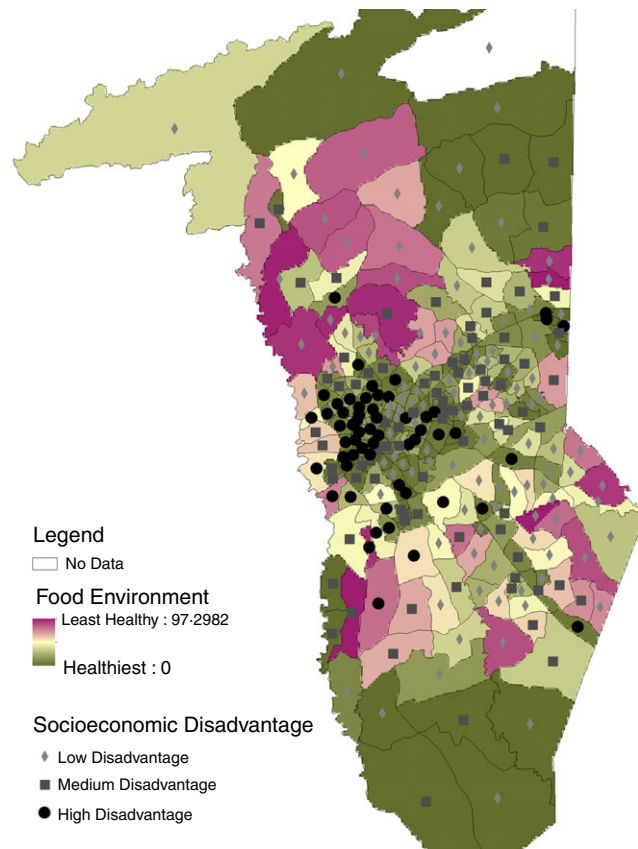 Legend
No Data
Food Environment
Least Healthy : 97·2982
Healthiest : 0
Socioeconomic Disadvantage
Low Disadvantage
Medium Disadvantage
High Disadvantage